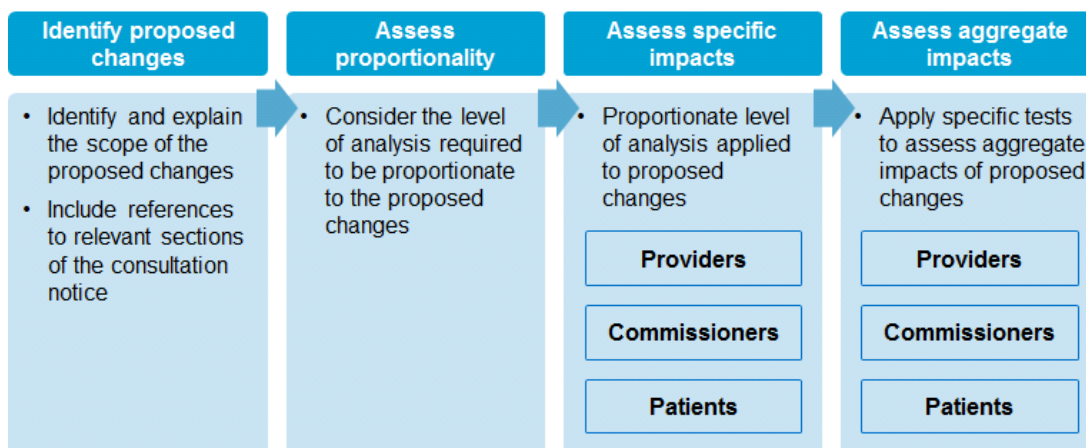 Identify proposed
changes
• Identify and explain
the scope of the
proposed changes
• Include references
to relevant sections
of the consultation
notice
Assess
proportionality
• Consider the level
of analysis required
to be proportionate
to the proposed
changes
Assess specific
impacts
• Proportionate level
of analysis applied
to proposed
changes
Providers
Commissioners
Patients
Assess aggregate
impacts
• Apply specific tests
to assess aggregate
impacts of proposed
changes
Providers
Commissioners
Patients